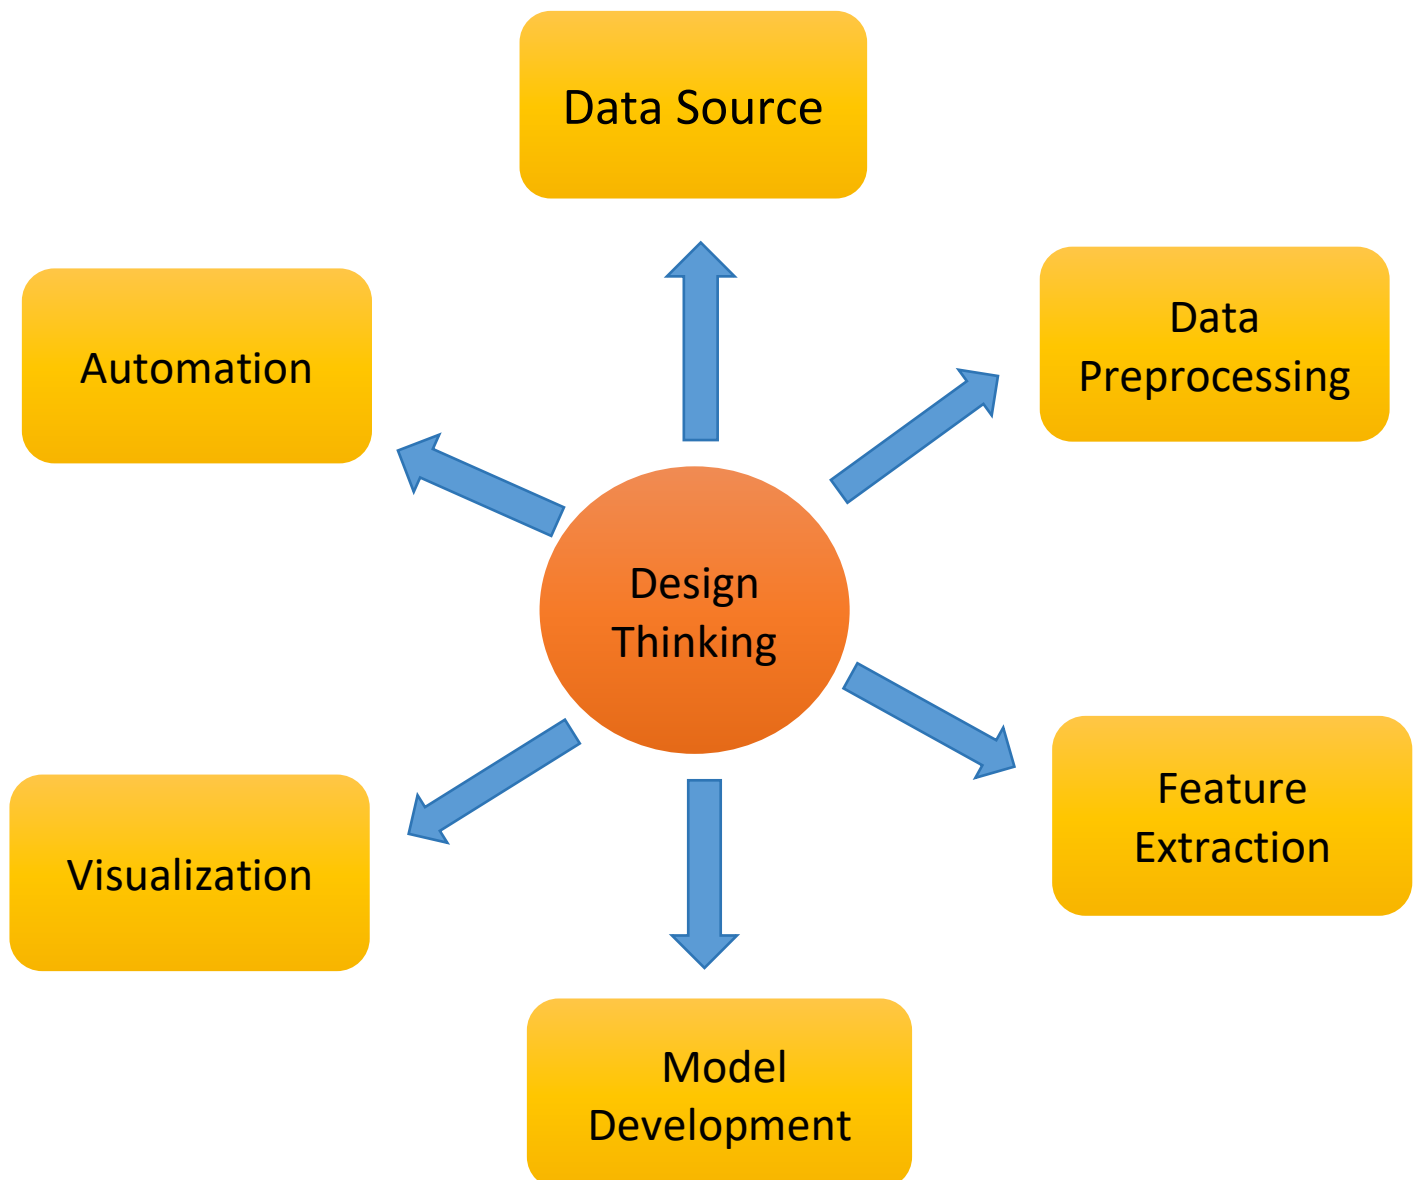 Data Source
Data
Preprocessing
Automation
Design
Thinking
Feature
Extraction
Visualization
Model
Development